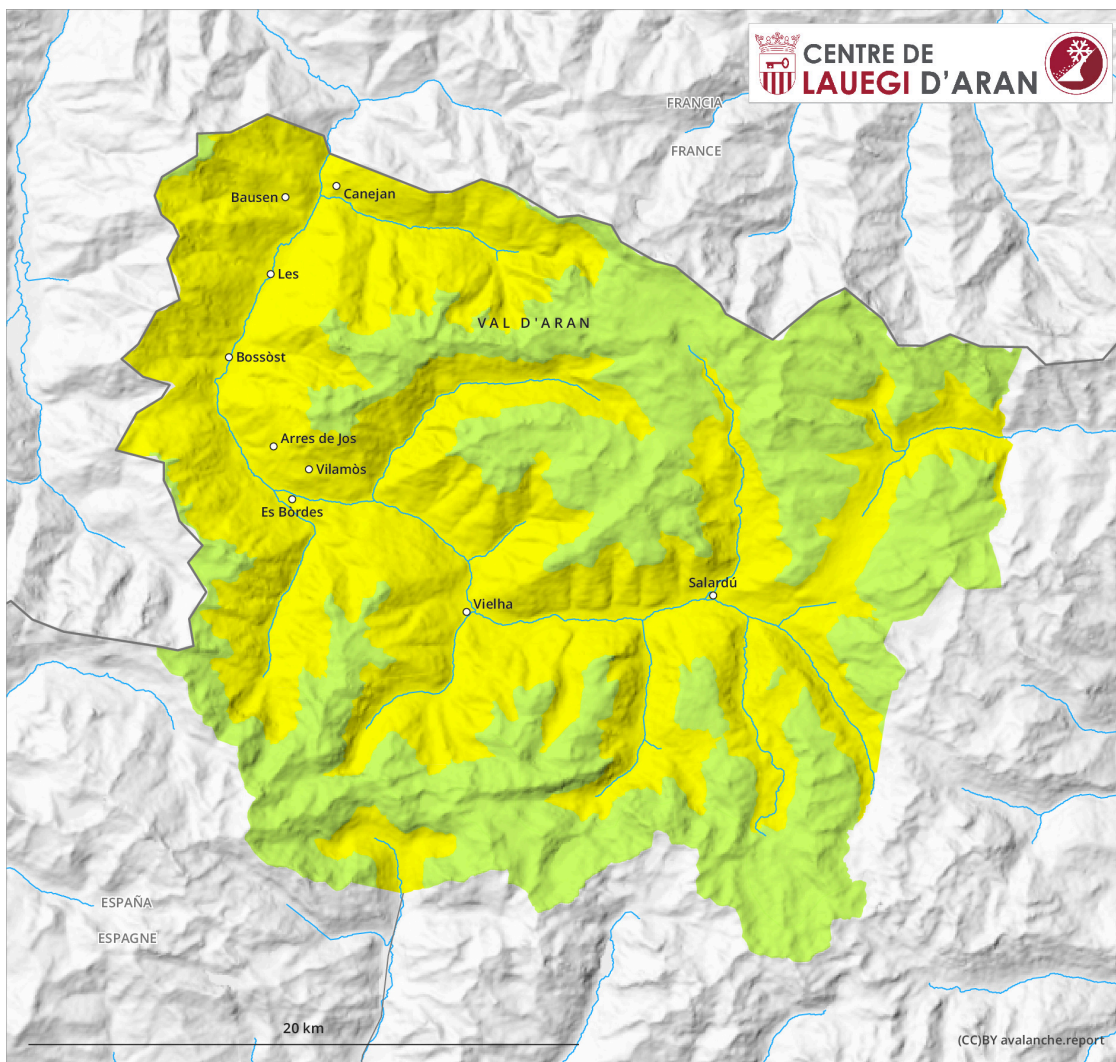 CENTRE DE
LAUEGI D'ARAN
FRANCIA
FRANCE
Bausen
Canejan
Les
VAL D'ARAN
Bossòst
Arres de Jos
Vilamòs
Es Bòrdes
Salardú
Vielha
ESPAÑA
ESPAGNE
20 km
(CC)BY avalanche.report